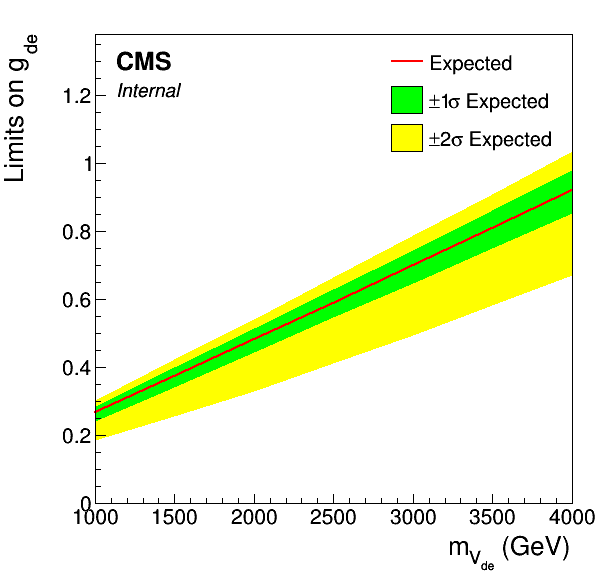 CMS
Internal
Expected
±1σ Expected
±2σ Expected
Limits on g_de
1.2
1
0.8
0.6
0.4
0.2
0
1000 1500 2000 2500 3000 3500 4000
m_V_de (GeV)